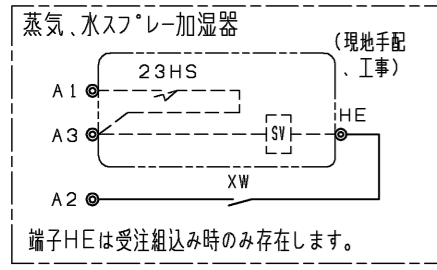 蒸気、水スプレー加湿器
(現地手配
、工事)
23HS
A1
HE
A3
SV
XW
A2
端子HEは受注組込み時のみ存在します。